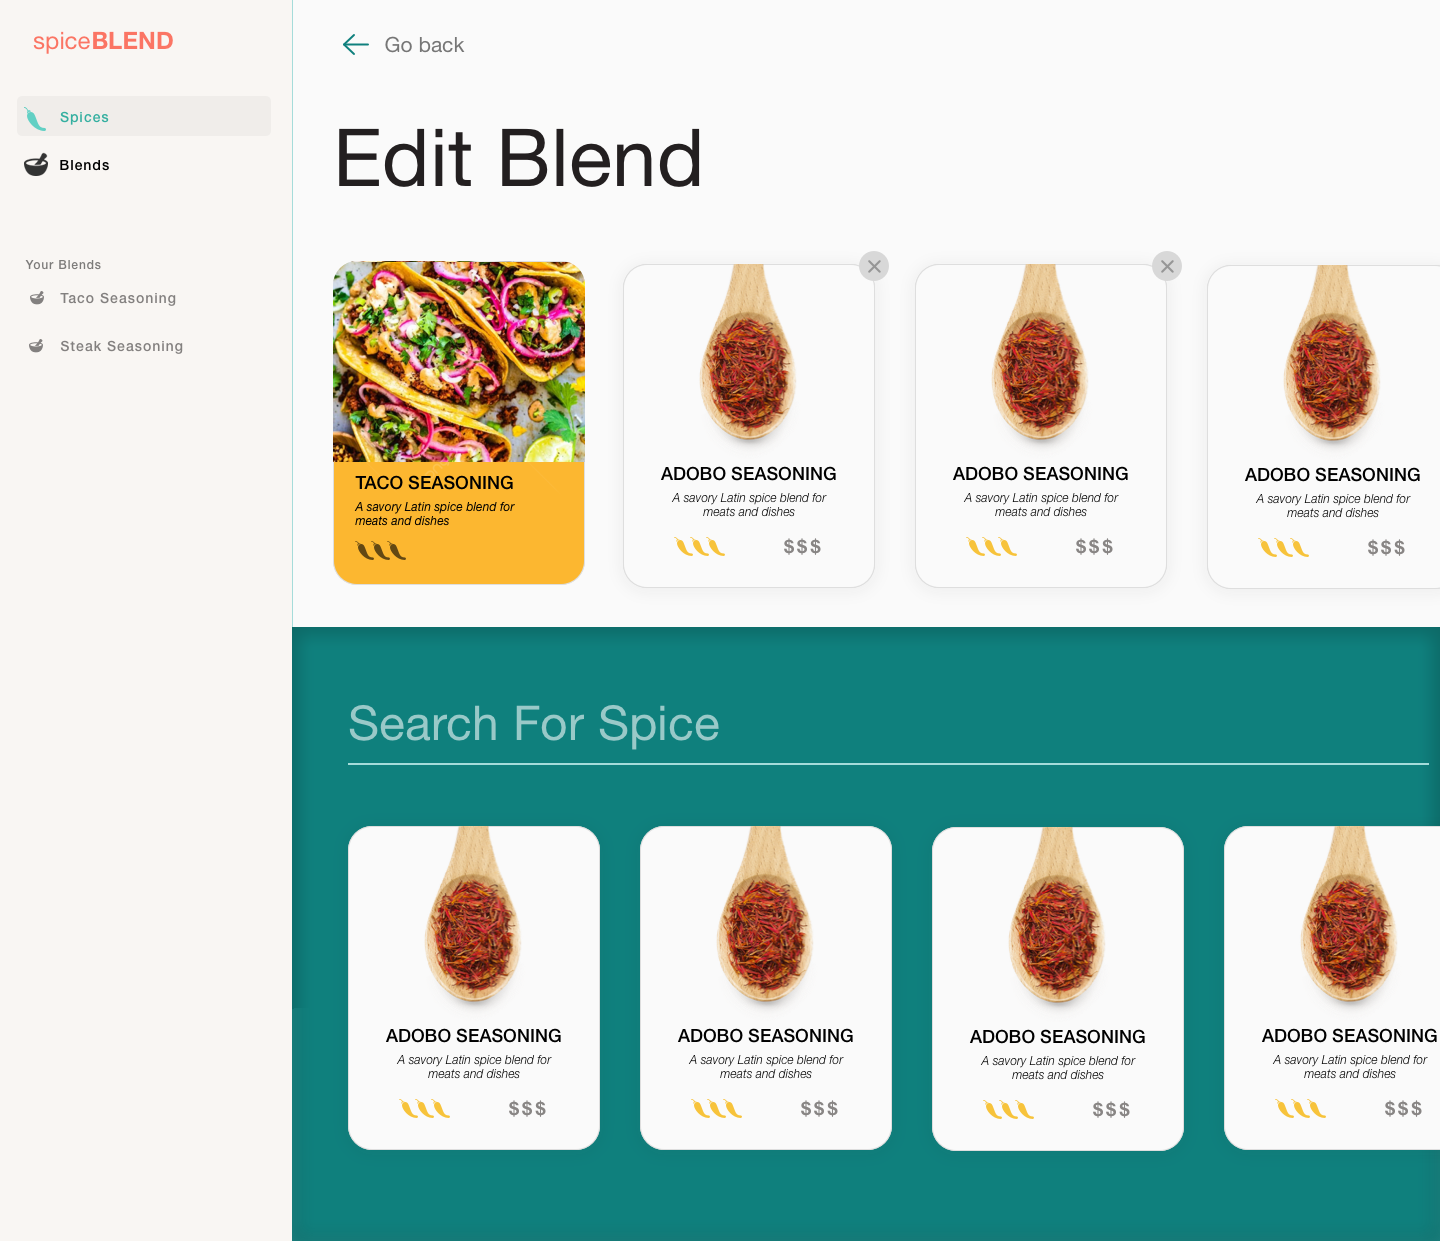 spiceBLEND
Spices
Blends
Your Blends
Taco Seasoning
Steak Seasoning
Go back
Edit Blend
TACO SEASONING
A savory Latin spice blend for
meats and dishes
ADOBO SEASONING
A savory Latin spice blend for
meats and dishes
$$$
ADOBO SEASONING
A savory Latin spice blend for
meats and dishes
$$$
ADOBO SEASONING
A savory Latin spice blend for
meats and dishes
$$$
Search For Spice
ADOBO SEASONING
A savory Latin spice blend for
meats and dishes
$$$
ADOBO SEASONING
A savory Latin spice blend for
meats and dishes
$$$
ADOBO SEASONING
A savory Latin spice blend for
meats and dishes
$$$
ADOBO SEASONING
A savory Latin spice blend for
meats and dishes
$$$